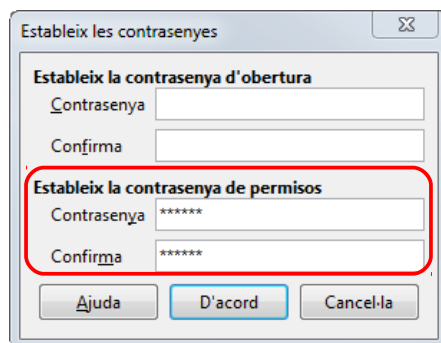 Estableix les contrasenyes
Estableix la contrasenya d'obertura
Contrasenya
Confirma
Estableix la contrasenya de permisos
Contrasenya ******
Confirma ******
Ajuda D'acord Cancel·la